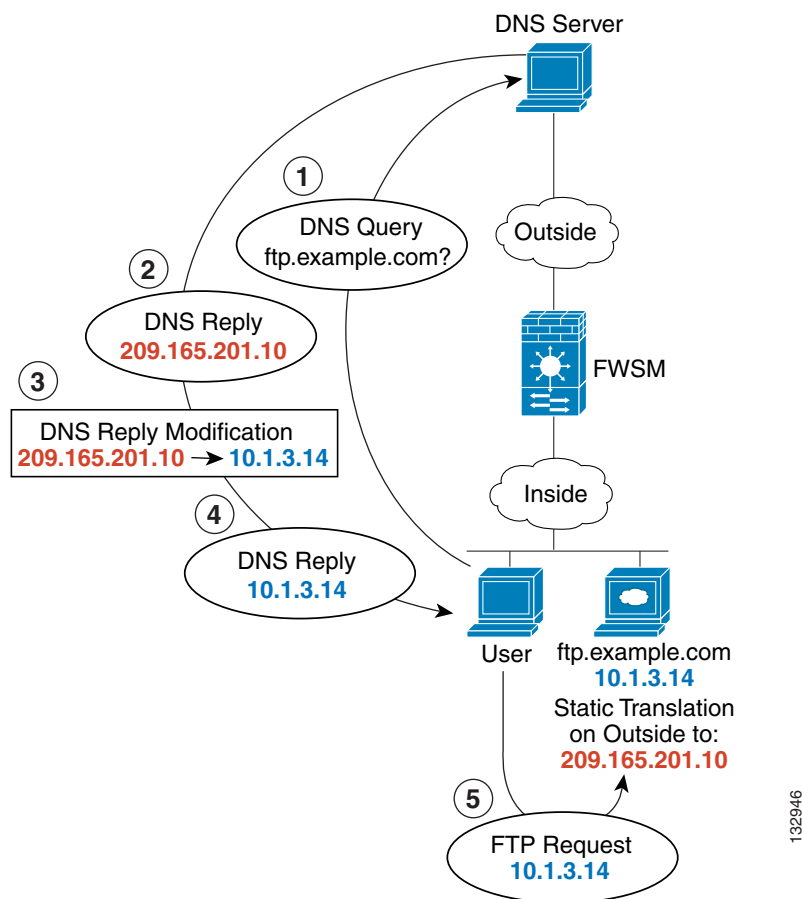 DNS Server
1
DNS Query
ftp.example.com?
Outside
2
DNS Reply
209.165.201.10
FWSM
3
DNS Reply Modification
209.165.201.10 → 10.1.3.14
Inside
4
DNS Reply
10.1.3.14
User
ftp.example.com
10.1.3.14
Static Translation
on Outside to:
209.165.201.10
5
FTP Request
10.1.3.14
132946